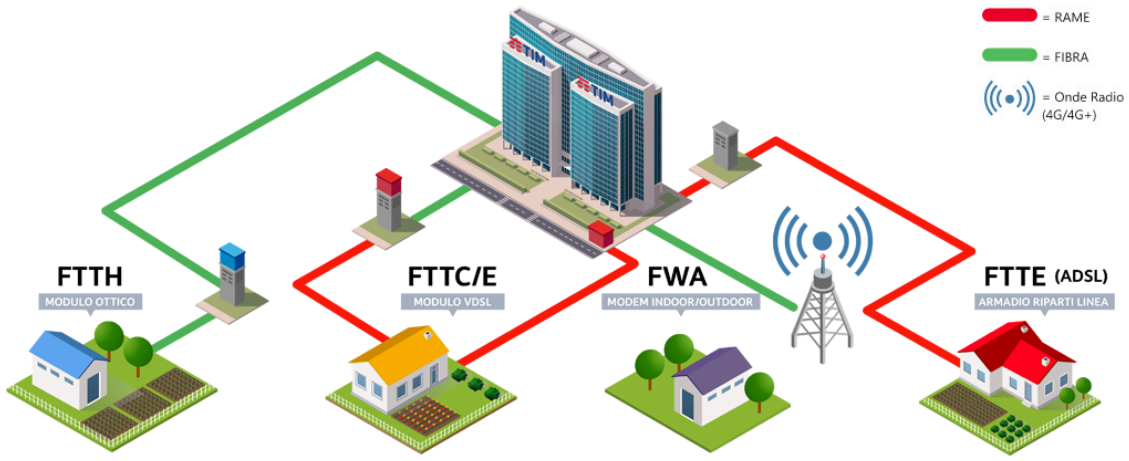 = RAME
= FIBRA
= Onde Radio
(4G/4G+)
TIM
TIM
FTTH
MODULO OTTICO
FTTC/E
MODULO VDSL
FWA
MODEM INDOOR/OUTDOOR
FTTE (ADSL)
ARMADIO RIPARTI LINEA